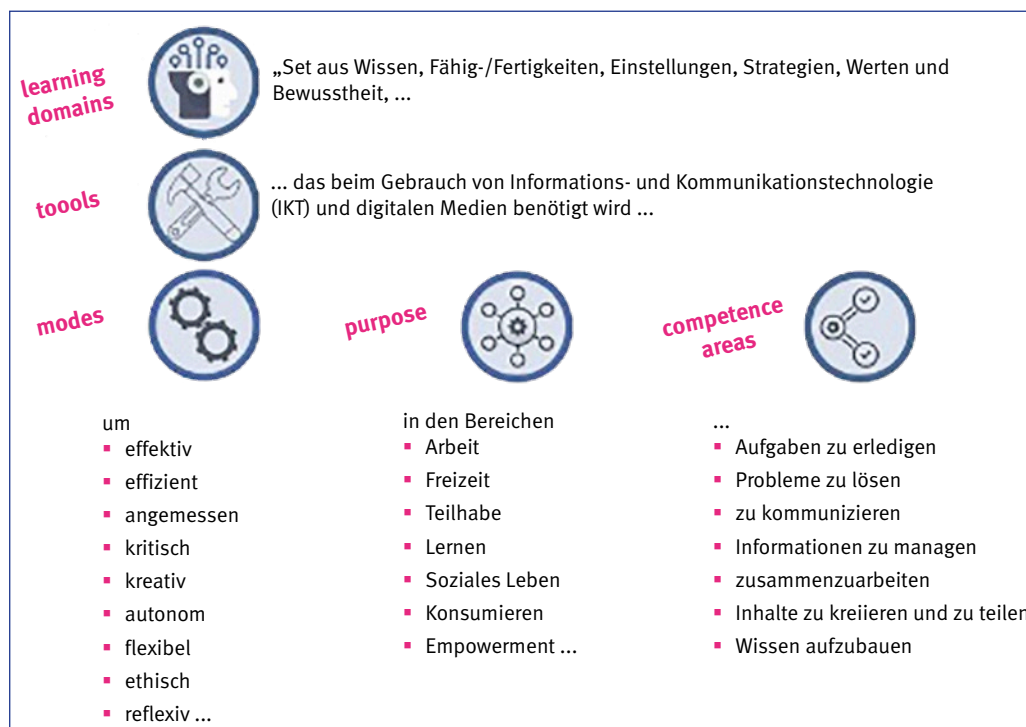 learning
domains
„Set aus Wissen, Fähig-/Fertigkeiten, Einstellungen, Strategien, Werten und
Bewusstheit, ...
toools
... das beim Gebrauch von Informations- und Kommunikationstechnologie
(IKT) und digitalen Medien benötigt wird ...
modes
purpose
competence
areas
um
▪ effektiv
▪ effizient
▪ angemessen
▪ kritisch
▪ kreativ
▪ autonom
▪ flexibel
▪ ethisch
▪ reflexiv ...
in den Bereichen
▪ Arbeit
▪ Freizeit
▪ Teilhabe
▪ Lernen
▪ Soziales Leben
▪ Konsumieren
▪ Empowerment ...
...
▪ Aufgaben zu erledigen
▪ Probleme zu lösen
▪ zu kommunizieren
▪ Informationen zu managen
▪ zusammenzuarbeiten
▪ Inhalte zu kreiieren und zu teilen
▪ Wissen aufzubauen